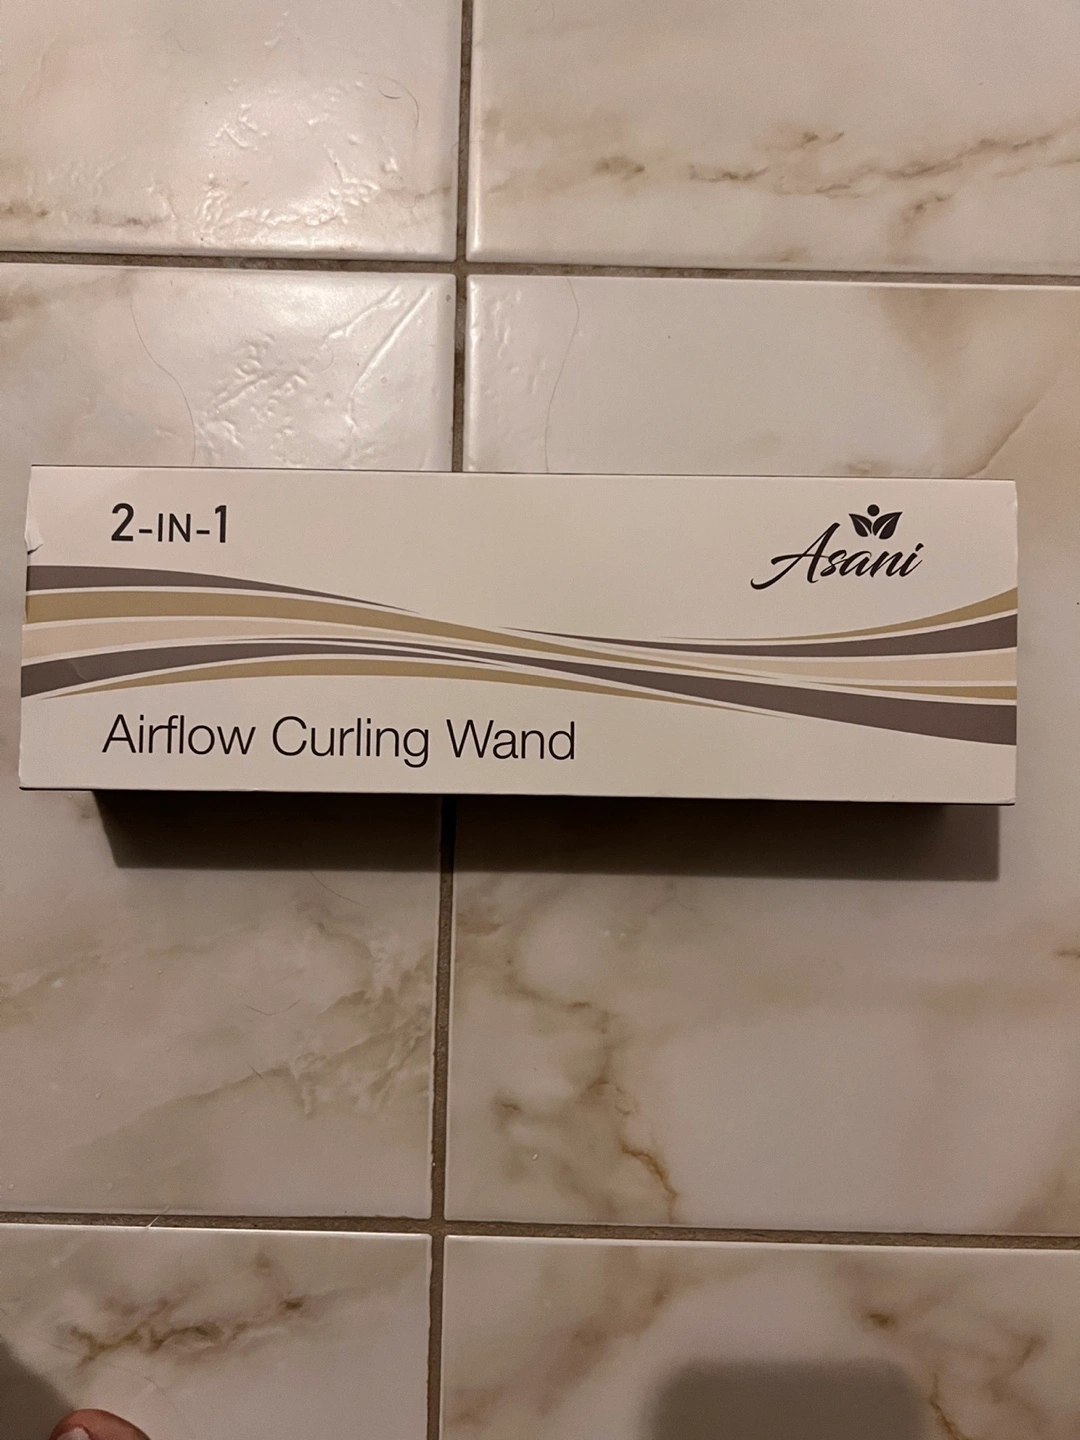 2-IN-1
Asani
Airflow Curling Wand